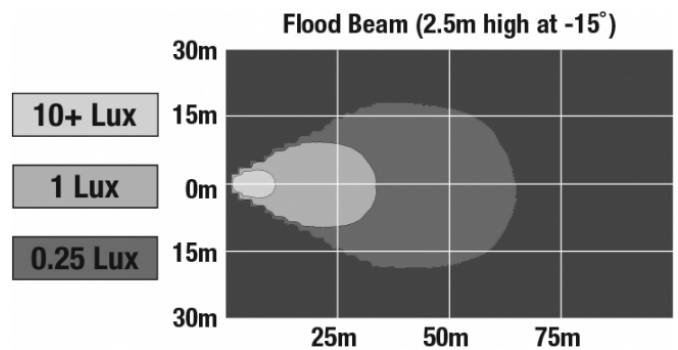 Flood Beam (2.5m high at -15˚)
30m
10+ Lux
15m
1 Lux
0m
0.25 Lux
15m
30m
25m 50m 75m